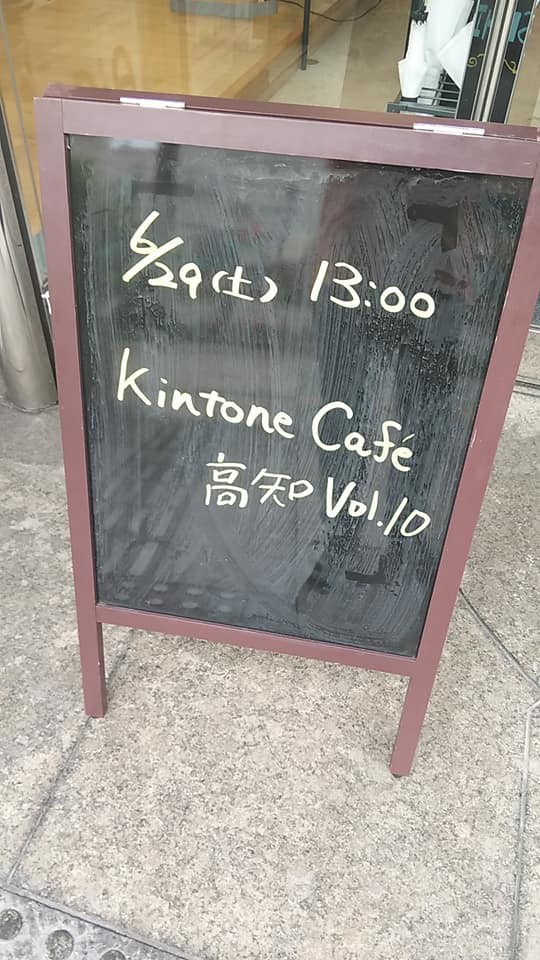 6/29(土) 13:00
Kintone Café
高知 Vol.10